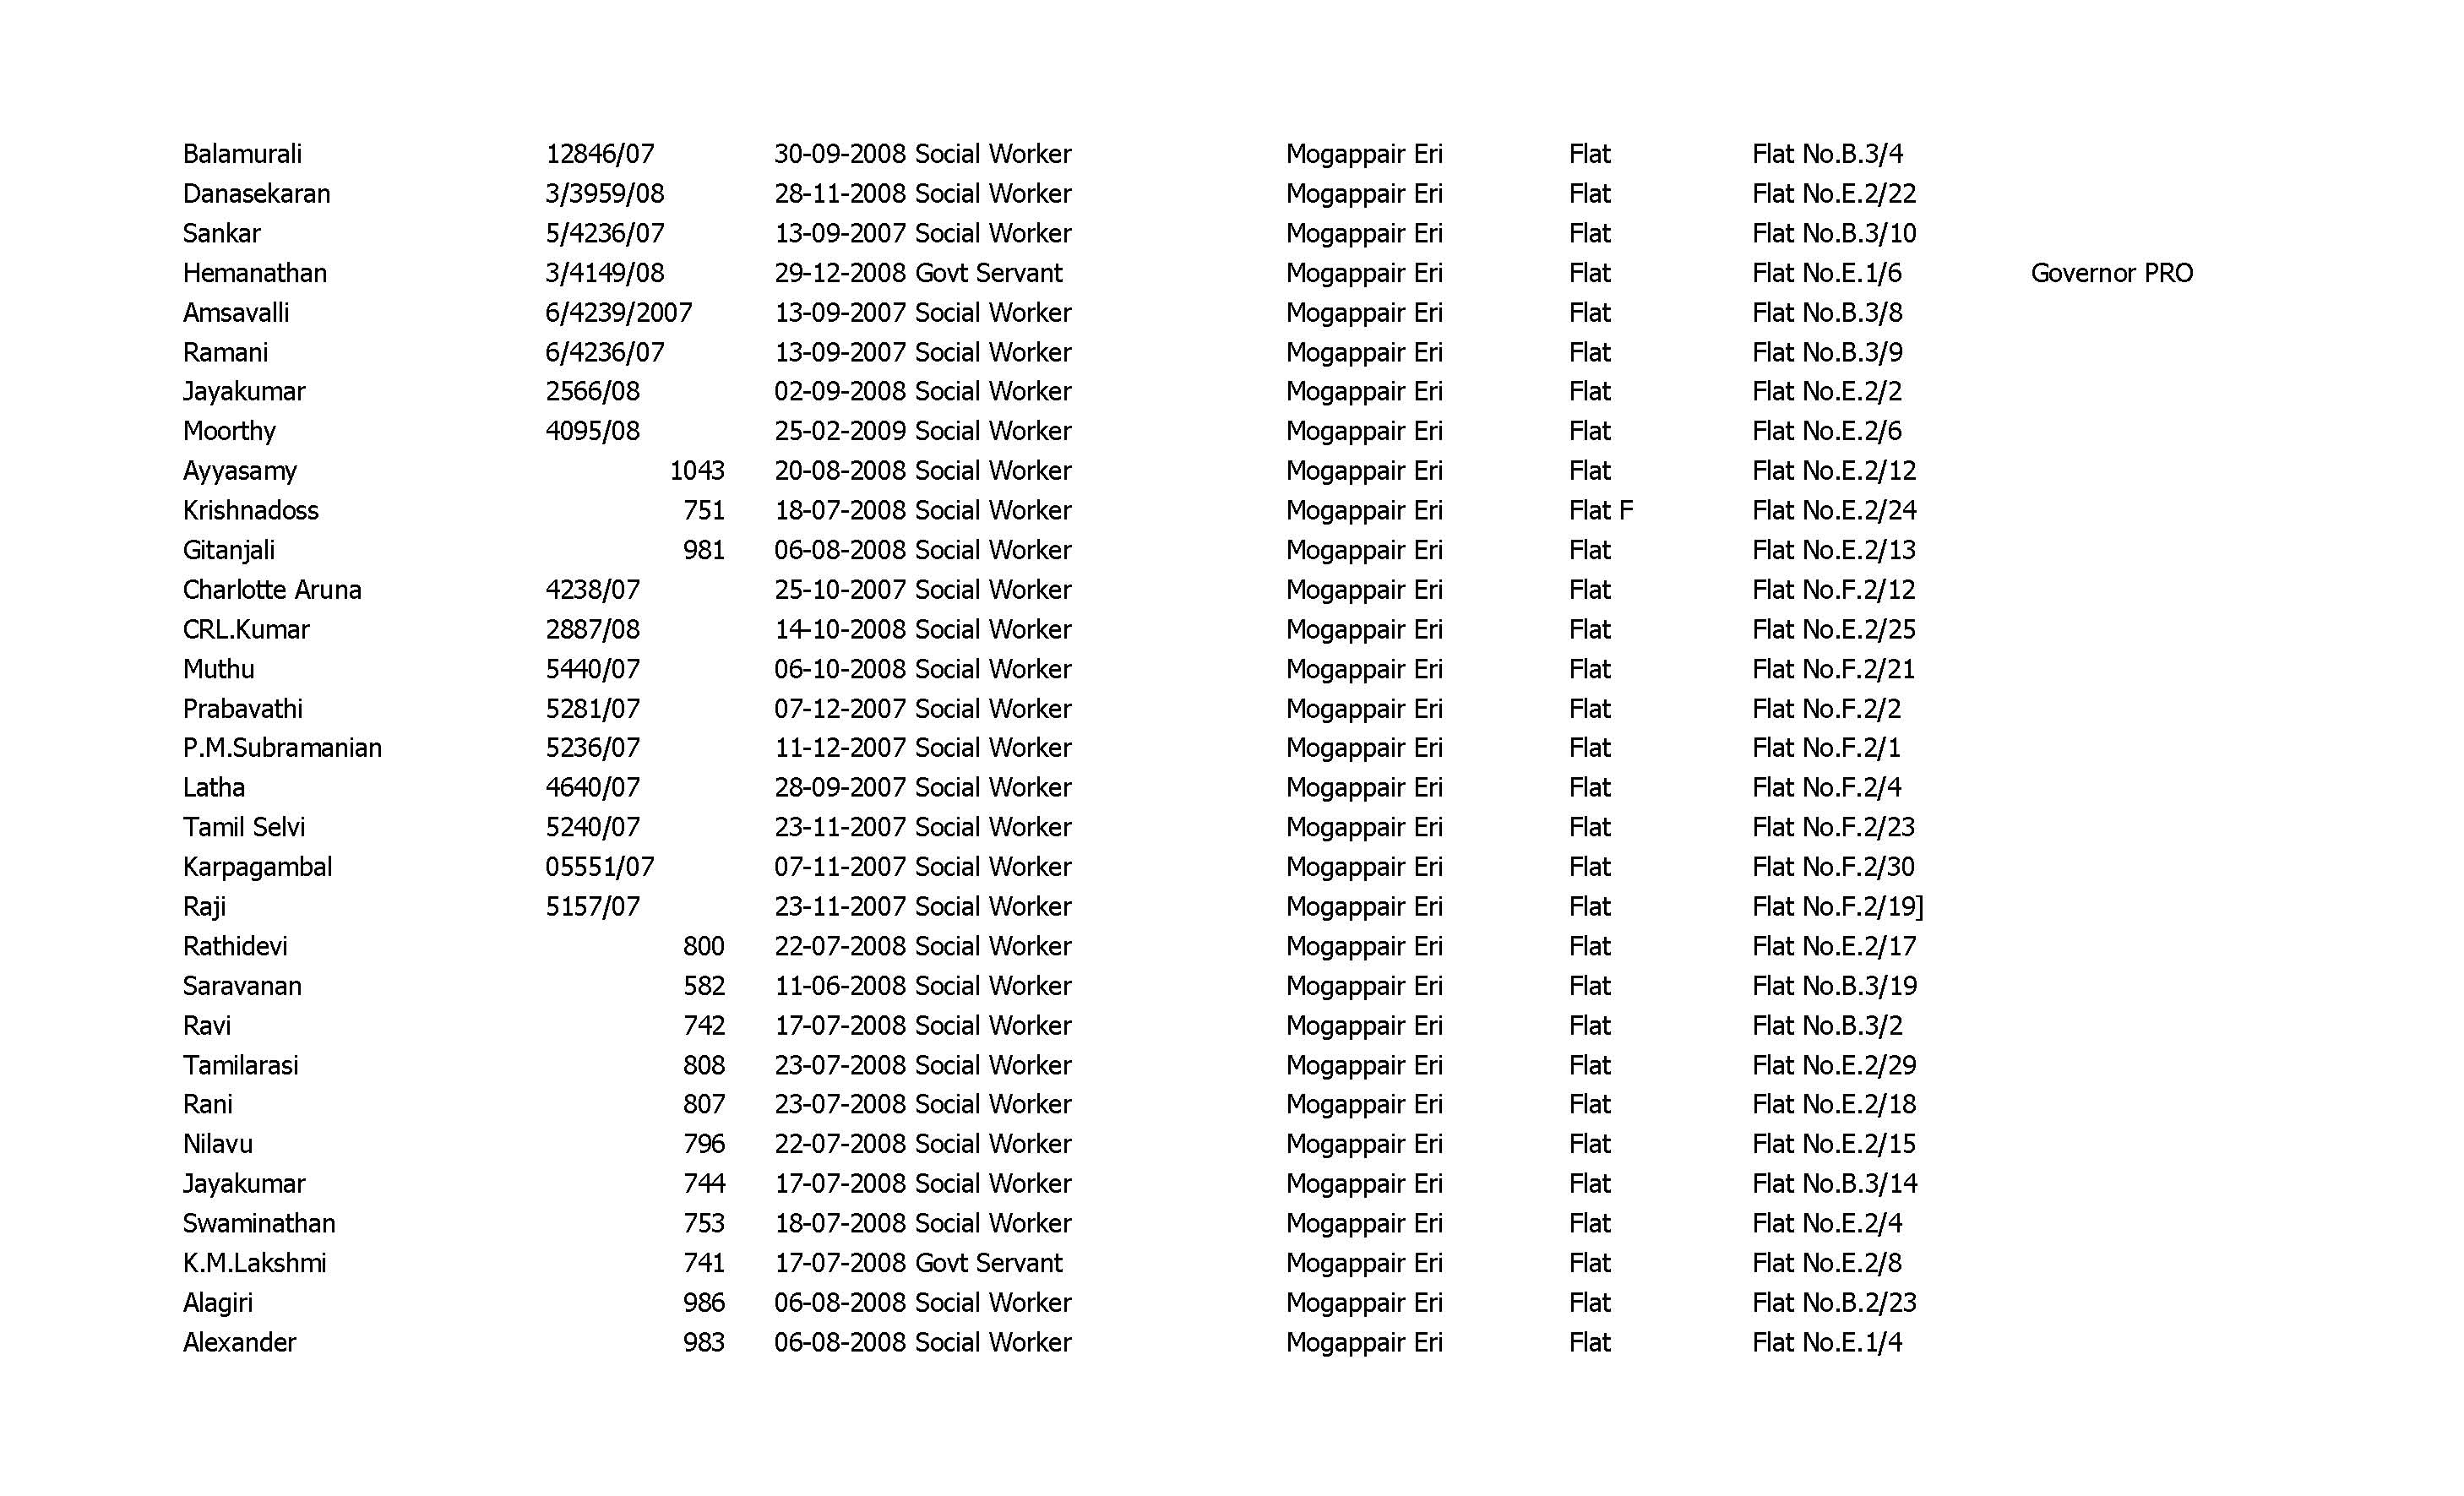 Balamurali 12846/07 30-09-2008 Social Worker Mogappair Eri Flat Flat No.B.3/4
Danasekaran 3/3959/08 28-11-2008 Social Worker Mogappair Eri Flat Flat No.E.2/22
Sankar 5/4236/07 13-09-2007 Social Worker Mogappair Eri Flat Flat No.B.3/10
Hemanathan 3/4149/08 29-12-2008 Govt Servant Mogappair Eri Flat Flat No.E.1/6 Governor PRO
Amsavalli 6/4239/2007 13-09-2007 Social Worker Mogappair Eri Flat Flat No.B.3/8
Ramani 6/4236/07 13-09-2007 Social Worker Mogappair Eri Flat Flat No.B.3/9
Jayakumar 2566/08 02-09-2008 Social Worker Mogappair Eri Flat Flat No.E.2/2
Moorthy 4095/08 25-02-2009 Social Worker Mogappair Eri Flat Flat No.E.2/6
Ayyasamy 1043 20-08-2008 Social Worker Mogappair Eri Flat Flat No.E.2/12
Krishnadoss 751 18-07-2008 Social Worker Mogappair Eri Flat F Flat No.E.2/24
Gitanjali 981 06-08-2008 Social Worker Mogappair Eri Flat Flat No.E.2/13
Charlotte Aruna 4238/07 25-10-2007 Social Worker Mogappair Eri Flat Flat No.F.2/12
CRL.Kumar 2887/08 14-10-2008 Social Worker Mogappair Eri Flat Flat No.E.2/25
Muthu 5440/07 06-10-2008 Social Worker Mogappair Eri Flat Flat No.F.2/21
Prabavathi 5281/07 07-12-2007 Social Worker Mogappair Eri Flat Flat No.F.2/2
P.M.Subramanian 5236/07 11-12-2007 Social Worker Mogappair Eri Flat Flat No.F.2/1
Latha 4640/07 28-09-2007 Social Worker Mogappair Eri Flat Flat No.F.2/4
Tamil Selvi 5240/07 23-11-2007 Social Worker Mogappair Eri Flat Flat No.F.2/23
Karpagambal 05551/07 07-11-2007 Social Worker Mogappair Eri Flat Flat No.F.2/30
Raji 5157/07 23-11-2007 Social Worker Mogappair Eri Flat Flat No.F.2/19]
Rathidevi 800 22-07-2008 Social Worker Mogappair Eri Flat Flat No.E.2/17
Saravanan 582 11-06-2008 Social Worker Mogappair Eri Flat Flat No.B.3/19
Ravi 742 17-07-2008 Social Worker Mogappair Eri Flat Flat No.B.3/2
Tamilarasi 808 23-07-2008 Social Worker Mogappair Eri Flat Flat No.E.2/29
Rani 807 23-07-2008 Social Worker Mogappair Eri Flat Flat No.E.2/18
Nilavu 796 22-07-2008 Social Worker Mogappair Eri Flat Flat No.E.2/15
Jayakumar 744 17-07-2008 Social Worker Mogappair Eri Flat Flat No.B.3/14
Swaminathan 753 18-07-2008 Social Worker Mogappair Eri Flat Flat No.E.2/4
K.M.Lakshmi 741 17-07-2008 Govt Servant Mogappair Eri Flat Flat No.E.2/8
Alagiri 986 06-08-2008 Social Worker Mogappair Eri Flat Flat No.B.2/23
Alexander 983 06-08-2008 Social Worker Mogappair Eri Flat Flat No.E.1/4